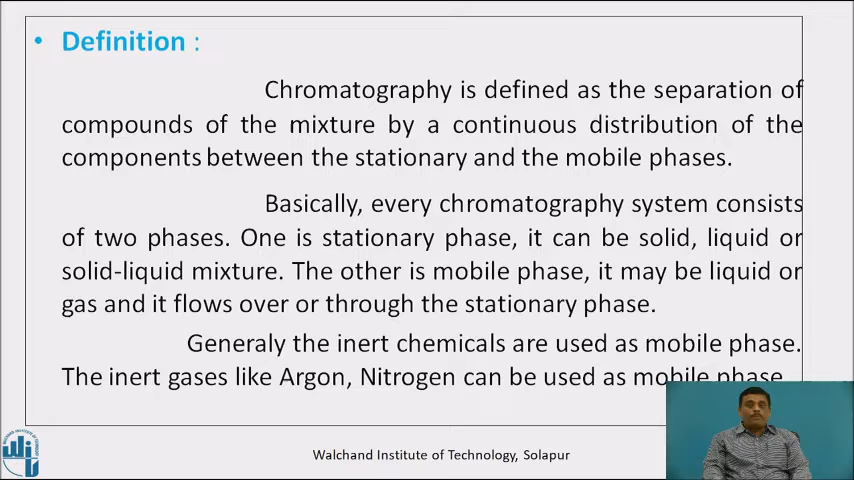 • Definition :
Chromatography is defined as the separation of
compounds of the mixture by a continuous distribution of the
components between the stationary and the mobile phases.
Basically, every chromatography system consists
of two phases. One is stationary phase, it can be solid, liquid or
solid-liquid mixture. The other is mobile phase, it may be liquid or
gas and it flows over or through the stationary phase.
Generaly the inert chemicals are used as mobile phase.
The inert gases like Argon, Nitrogen can be used as mobile phase
Walchand Institute of Technology, Solapur